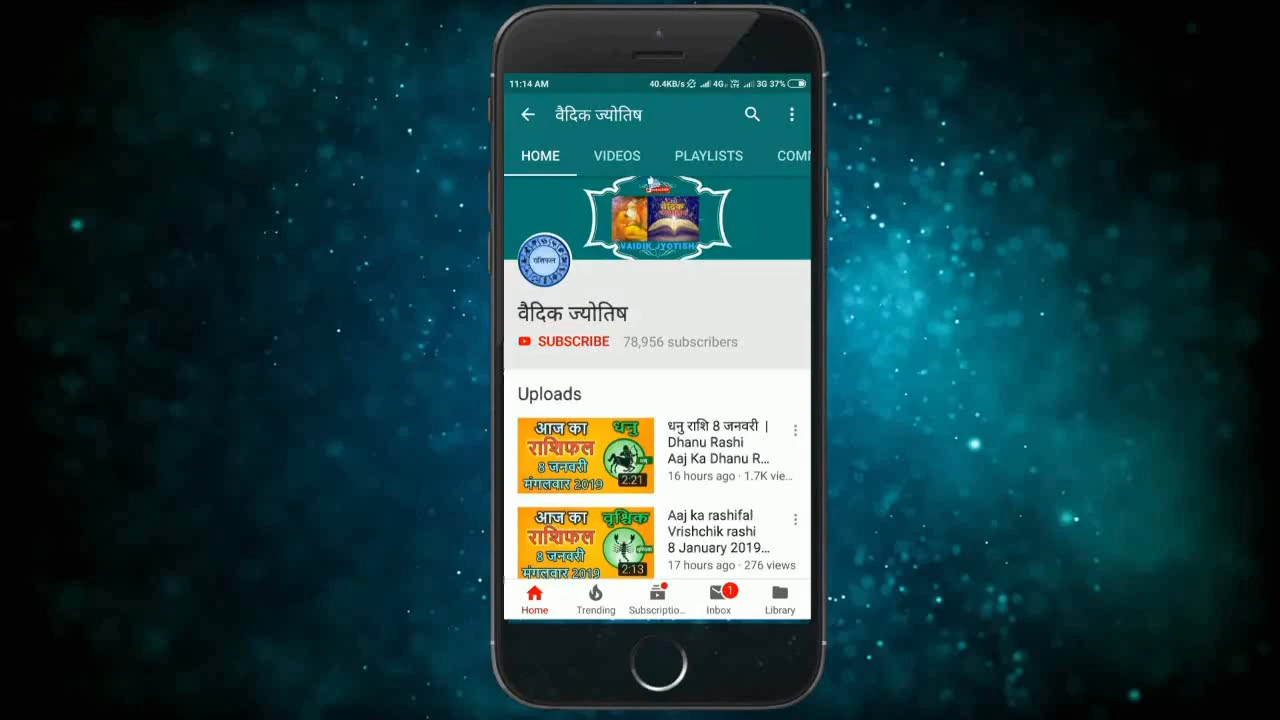 11:14 AM
40.4KB/s 4G 3G 37%
वैदिक ज्योतिष
HOME VIDEOS PLAYLISTS COMM
वैदिक
VAIDIK JYOTISH
राशिफल
वैदिक ज्योतिष
SUBSCRIBE 78,956 subscribers
Uploads
आज का धनु
राशिफल
8 जनवरी
मंगलवार 2019
2:21
धनु राशि 8 जनवरी |
Dhanu Rashi
Aaj Ka Dhanu R...
16 hours ago · 1.7K vie...
आज का वृश्चिक
राशिफल
8 जनवरी
मंगलवार 2019
2:13
Aaj ka rashifal
Vrishchik rashi
8 January 2019...
17 hours ago · 276 views
1
Home Trending Subscriptio... Inbox Library